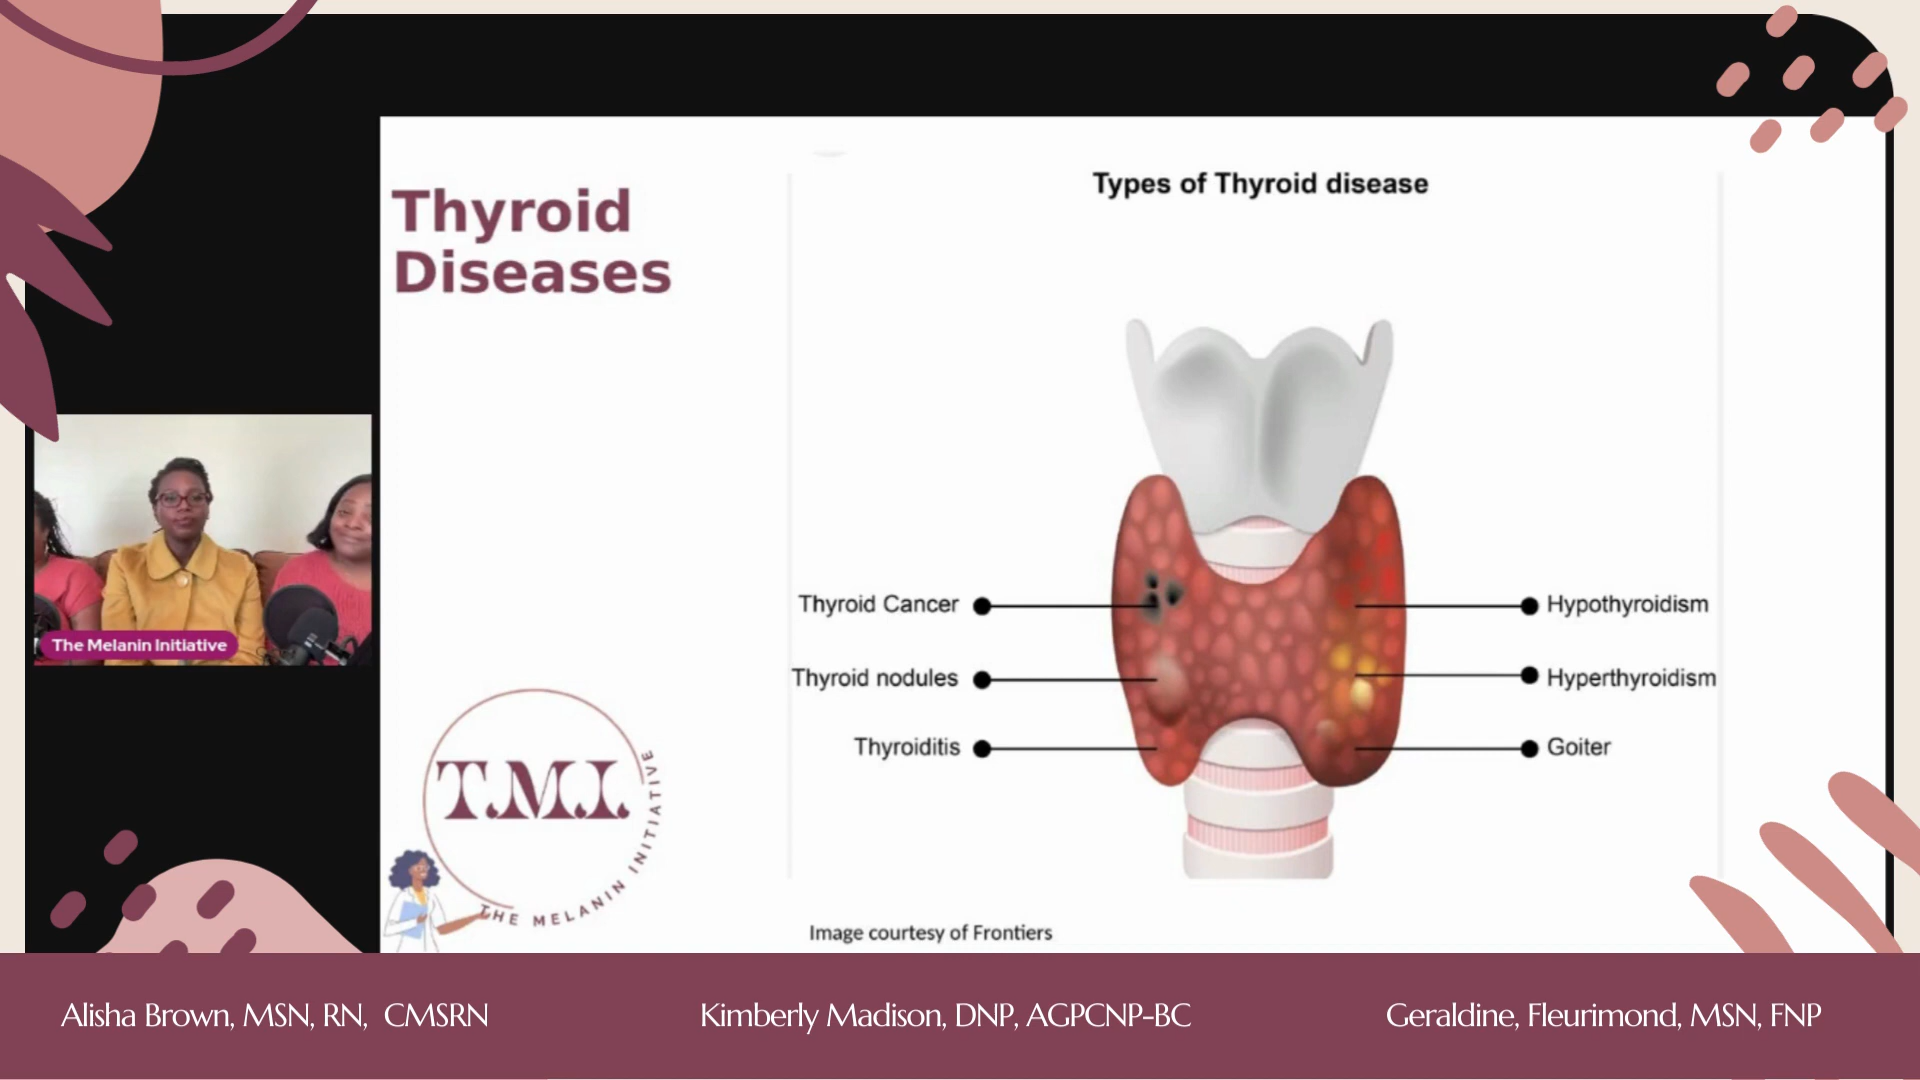 Thyroid
Diseases
Types of Thyroid disease
Thyroid Cancer
Thyroid nodules
Thyroiditis
Hypothyroidism
Hyperthyroidism
Goiter
The Melanin Initiative
T.M.I.
THE MELANIN INITIATIVE
Image courtesy of Frontiers
Alisha Brown, MSN, RN,  CMSRN
Kimberly Madison, DNP, AGPCNP-BC
Geraldine, Fleurimond, MSN, FNP